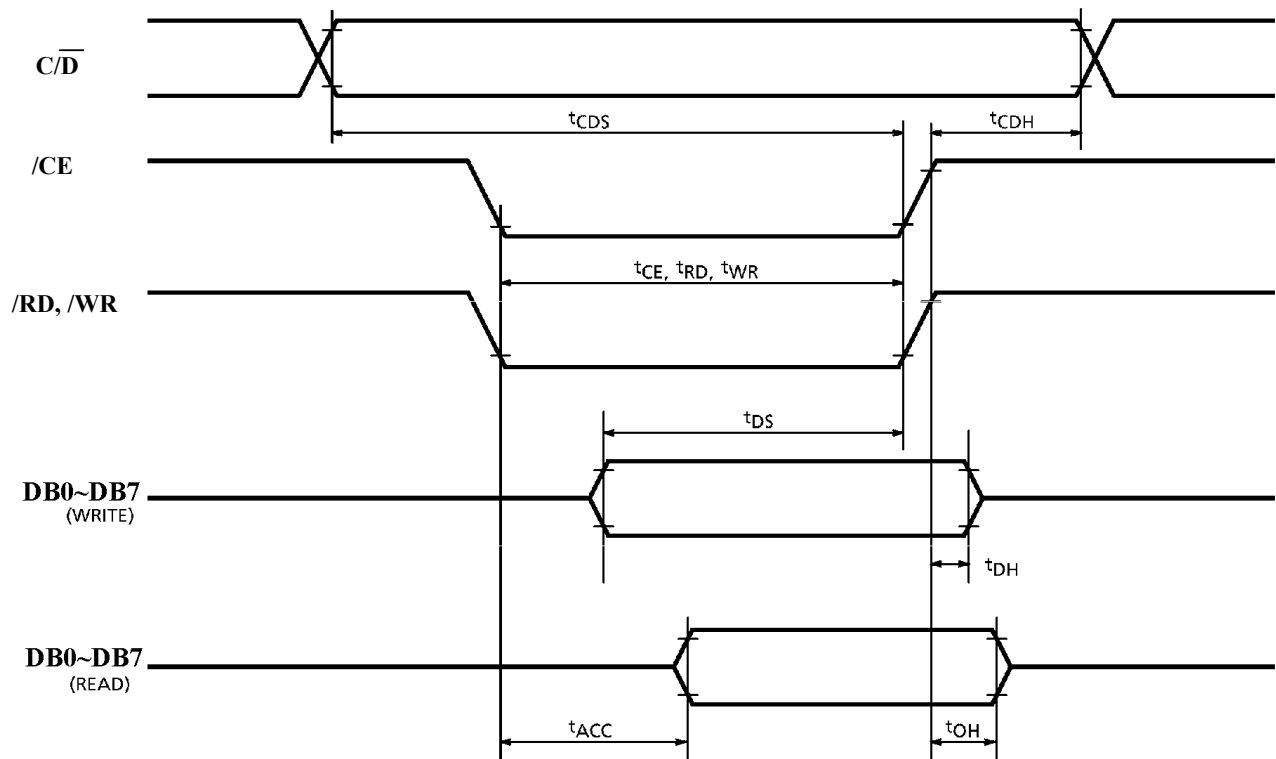 C/D̅
tCDS
tCDH
/CE
tCE, tRD, tWR
/RD, /WR
tDS
DB0~DB7
(WRITE)
tDH
DB0~DB7
(READ)
tACC
tOH